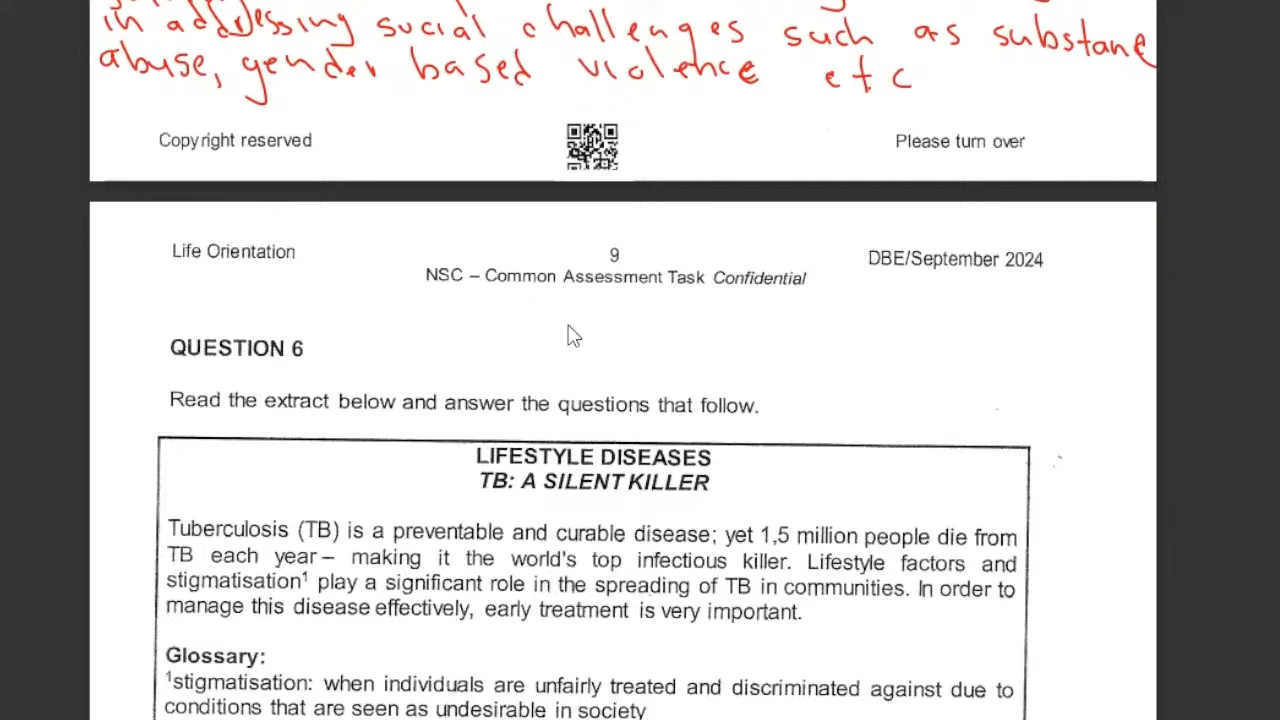 in addressing social challenges such as substane
abuse, gender based violence etc
Copyright reserved
Please turn over
Life Orientation
9
DBE/September 2024
NSC – Common Assessment Task Confidential
QUESTION 6
Read the extract below and answer the questions that follow.
LIFESTYLE DISEASES
TB: A SILENT KILLER
Tuberculosis (TB) is a preventable and curable disease; yet 1,5 million people die from
TB each year – making it the world's top infectious killer. Lifestyle factors and
stigmatisation¹ play a significant role in the spreading of TB in communities. In order to
manage this disease effectively, early treatment is very important.
Glossary:
¹stigmatisation: when individuals are unfairly treated and discriminated against due to
conditions that are seen as undesirable in society